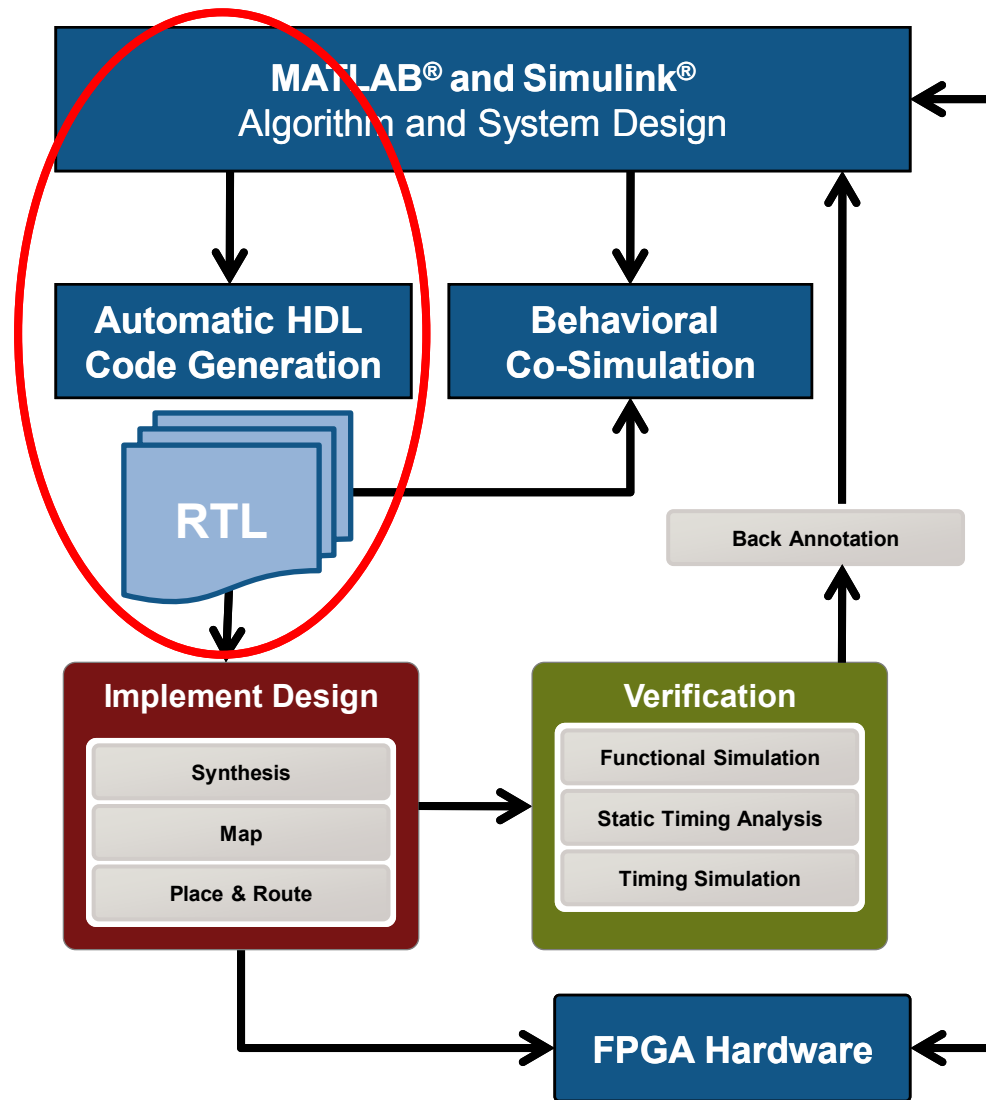 MATLAB® and Simulink®
Algorithm and System Design
Automatic HDL
Code Generation
Behavioral
Co-Simulation
RTL
Back Annotation
Implement Design
Synthesis
Map
Place & Route
Verification
Functional Simulation
Static Timing Analysis
Timing Simulation
FPGA Hardware